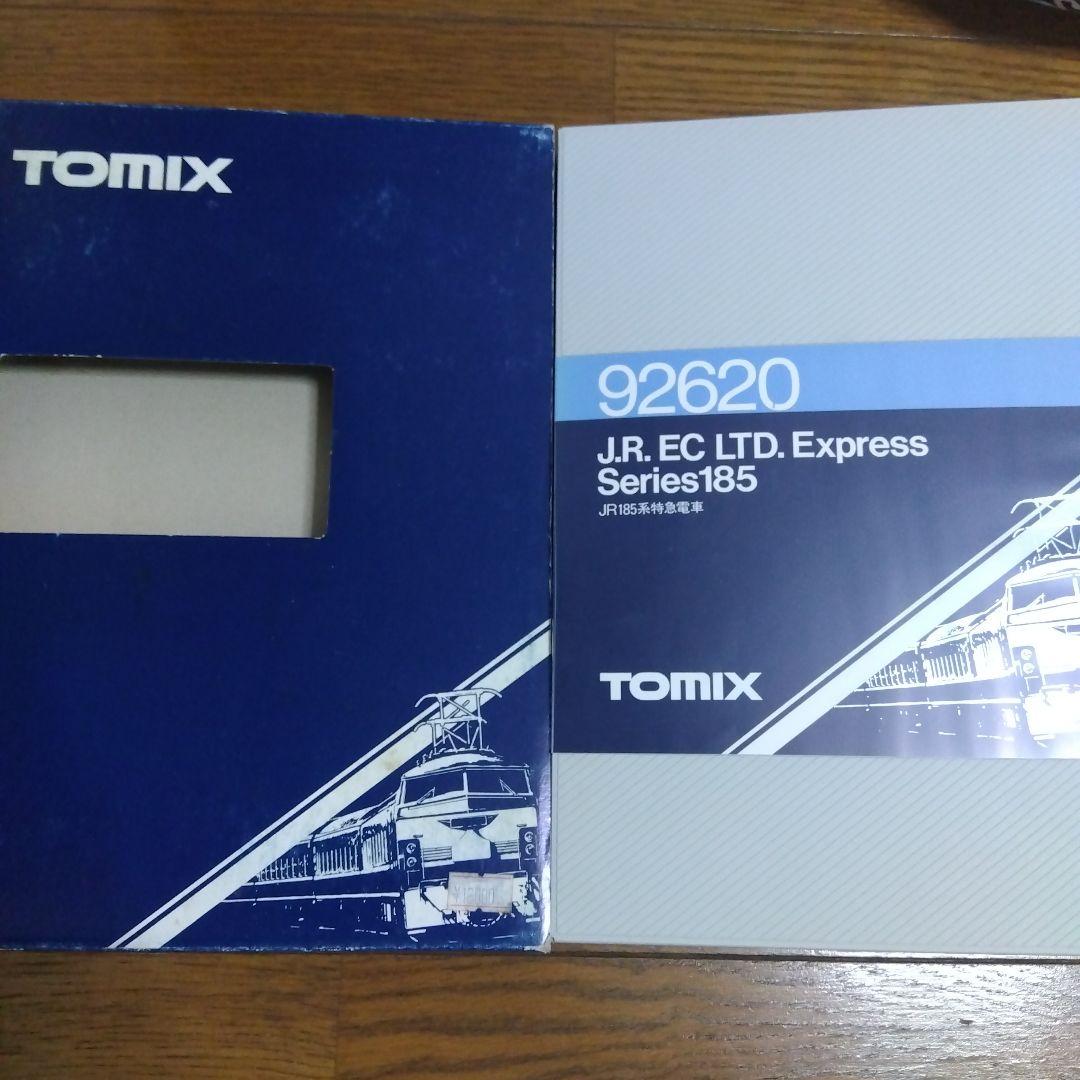 TOMIX
92620
J.R. EC LTD. Express
Series185
JR185系特急電車
TOMIX